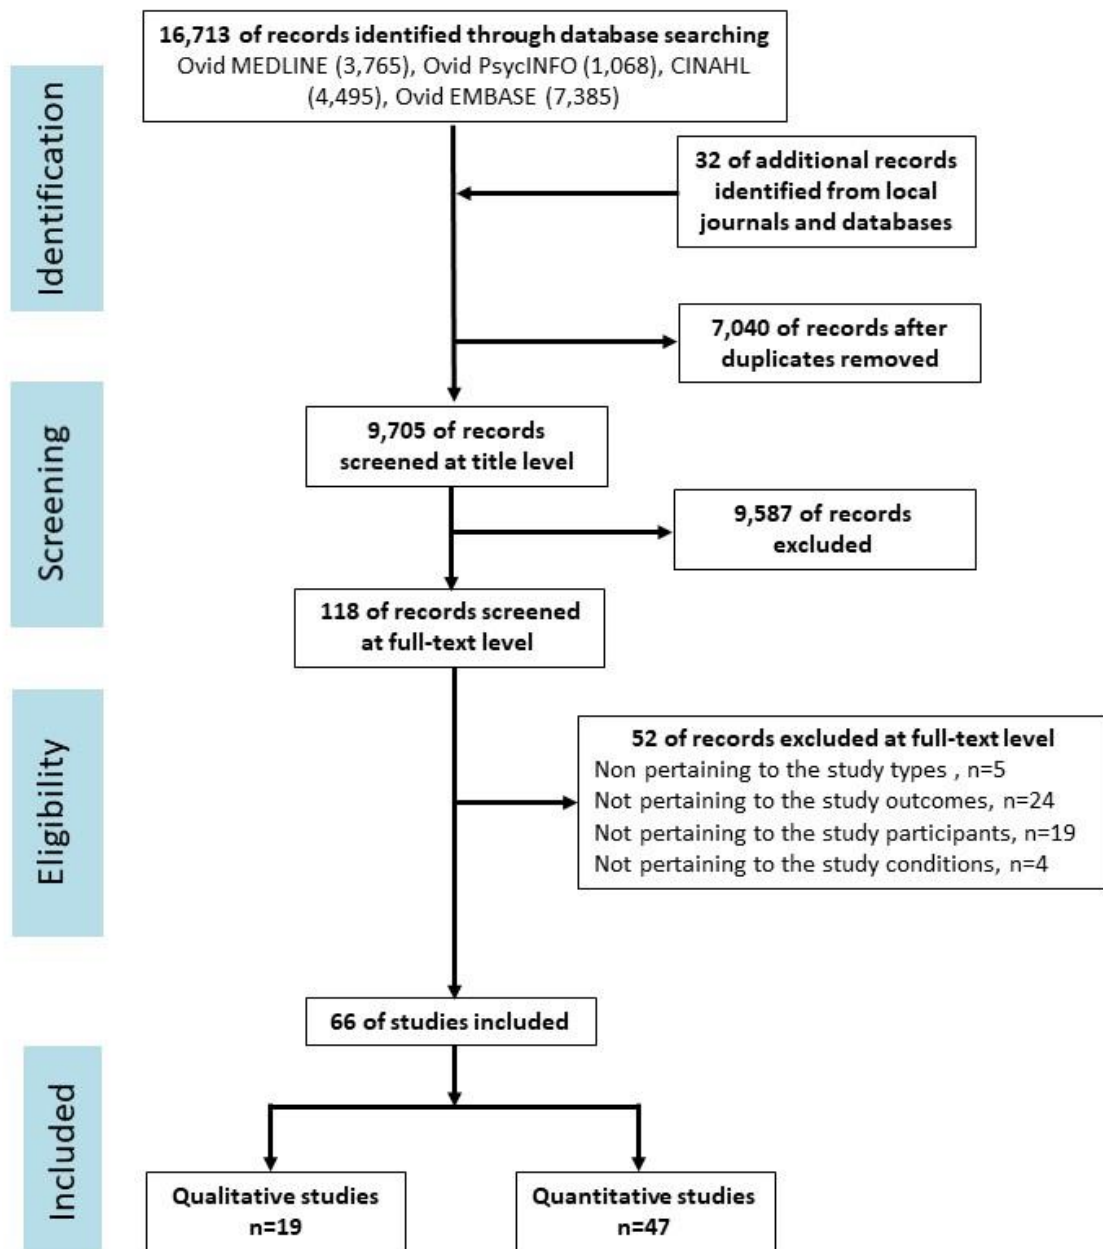 16,713 of records identified through database searching
Ovid MEDLINE (3,765), Ovid PsycINFO (1,068), CINAHL
(4,495), Ovid EMBASE (7,385)
Identification
32 of additional records
identified from local
journals and databases
7,040 of records after
duplicates removed
Screening
9,705 of records
screened at title level
9,587 of records
excluded
118 of records screened
at full-text level
Eligibility
52 of records excluded at full-text level
Non pertaining to the study types , n=5
Not pertaining to the study outcomes, n=24
Not pertaining to the study participants, n=19
Not pertaining to the study conditions, n=4
66 of studies included
Included
Qualitative studies
n=19
Quantitative studies
n=47